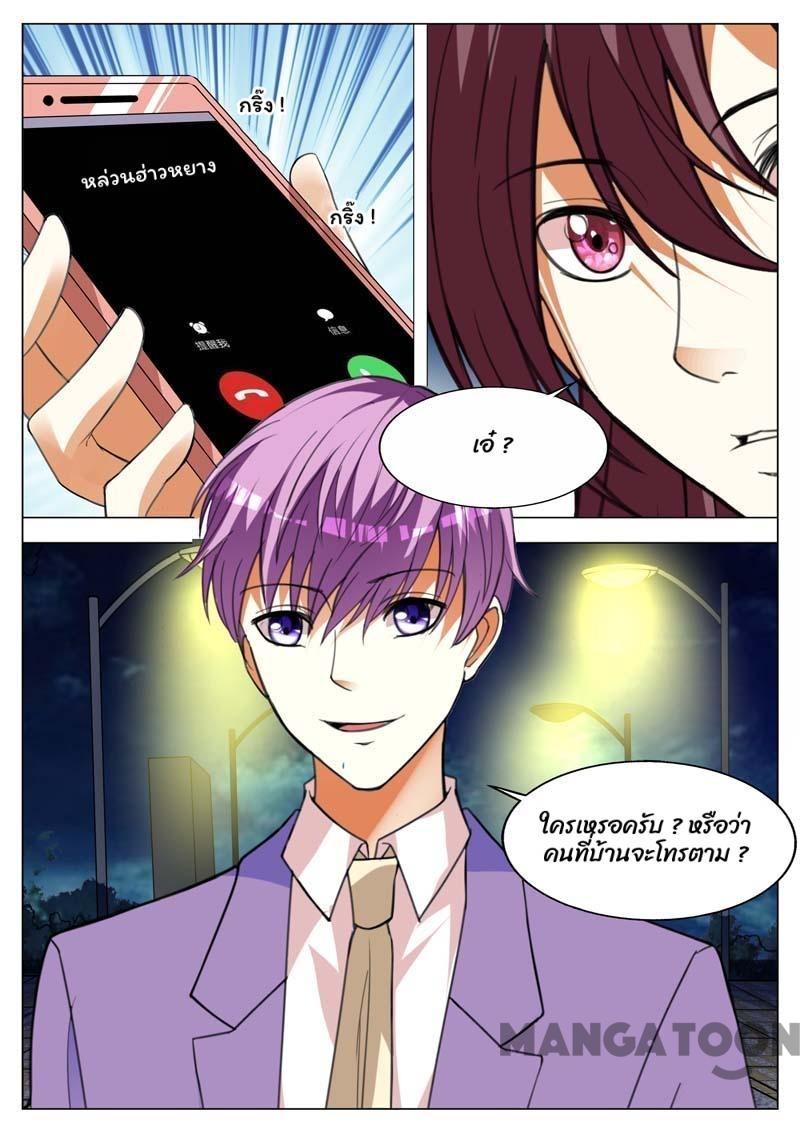 กริ๊ง !
หล่วนฮ่าวหยาง
กริ๊ง !
提醒我
信息
เอ๋ ?
ใครเหรอครับ ? หรือว่า
คนที่บ้านจะโทรตาม ?
MANGATOON